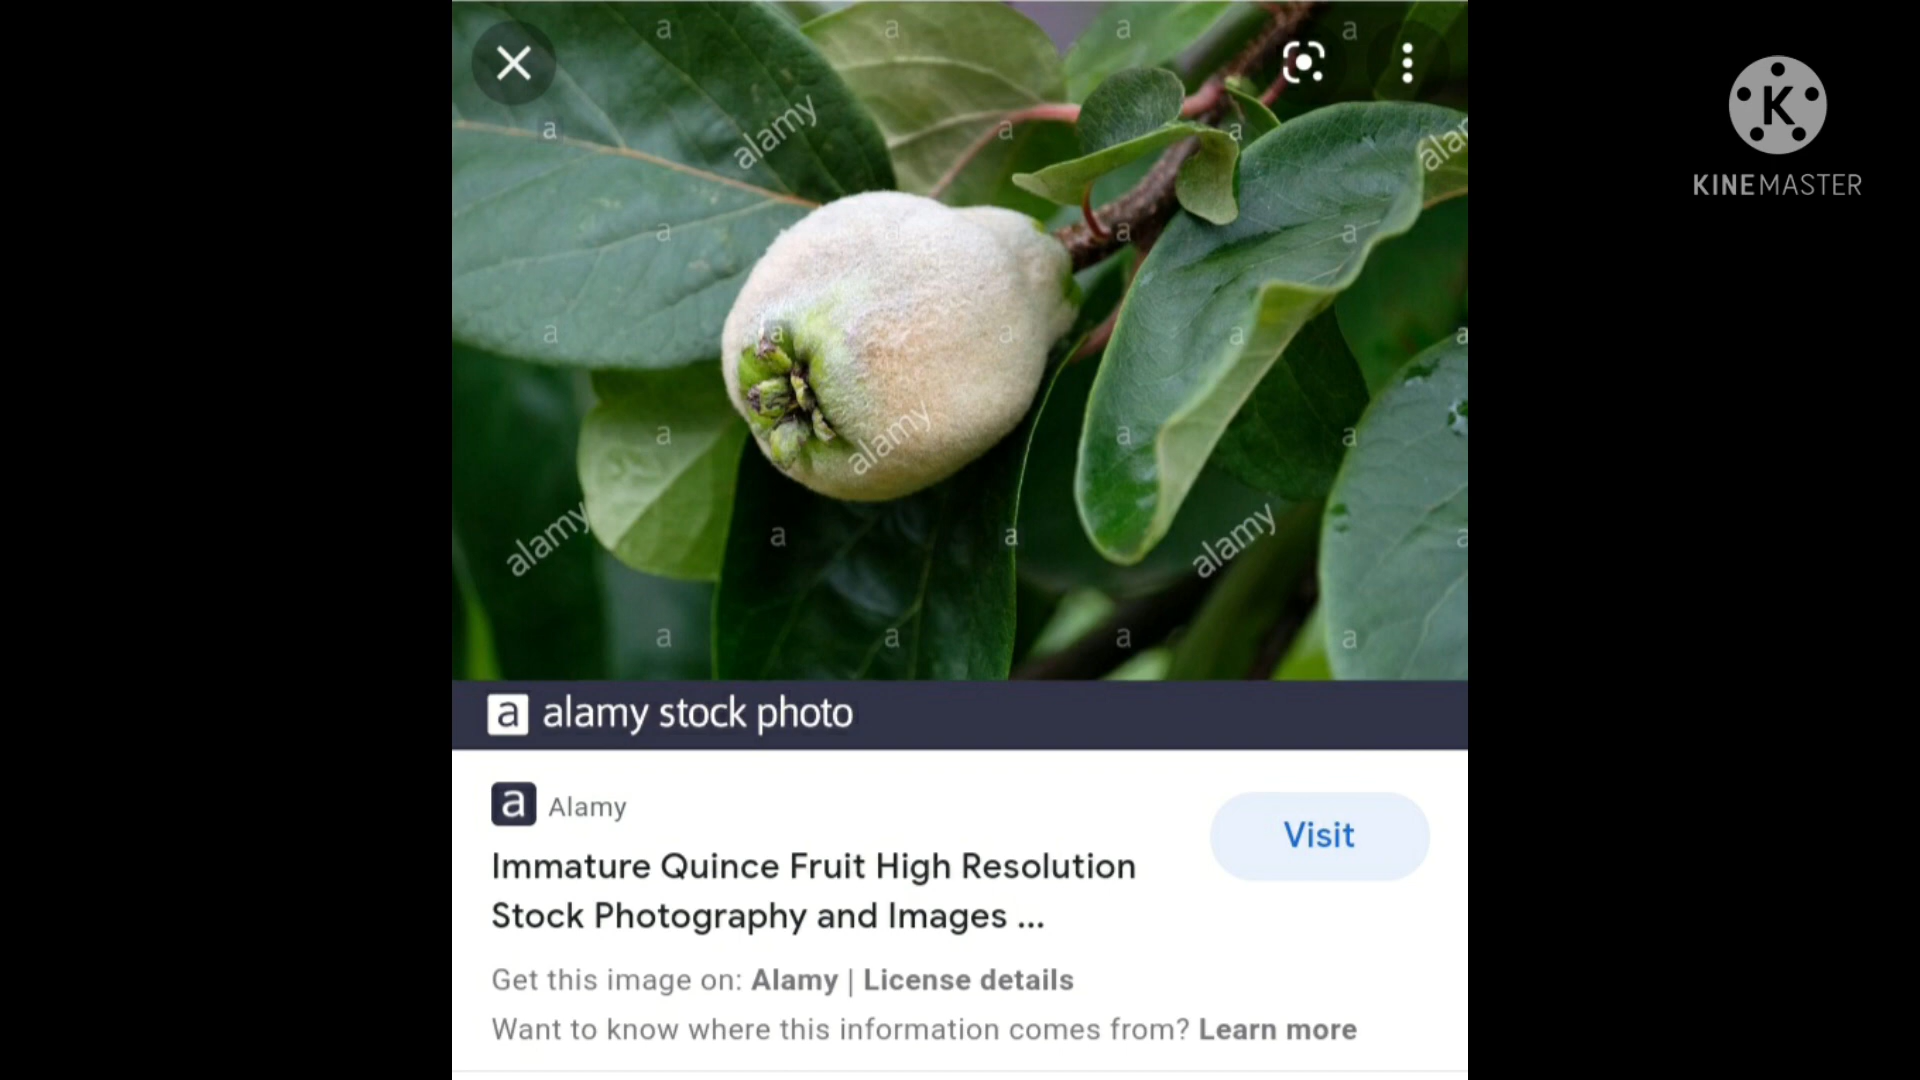 a a a a
alamy
a a a
alamy
a a a
a a a a
a a a
alamy
alamy alamy
a a a
a a a a
K
KINEMASTER
a alamy stock photo
a Alamy
Visit
Immature Quince Fruit High Resolution
Stock Photography and Images ...
Get this image on: Alamy | License details
Want to know where this information comes from? Learn more